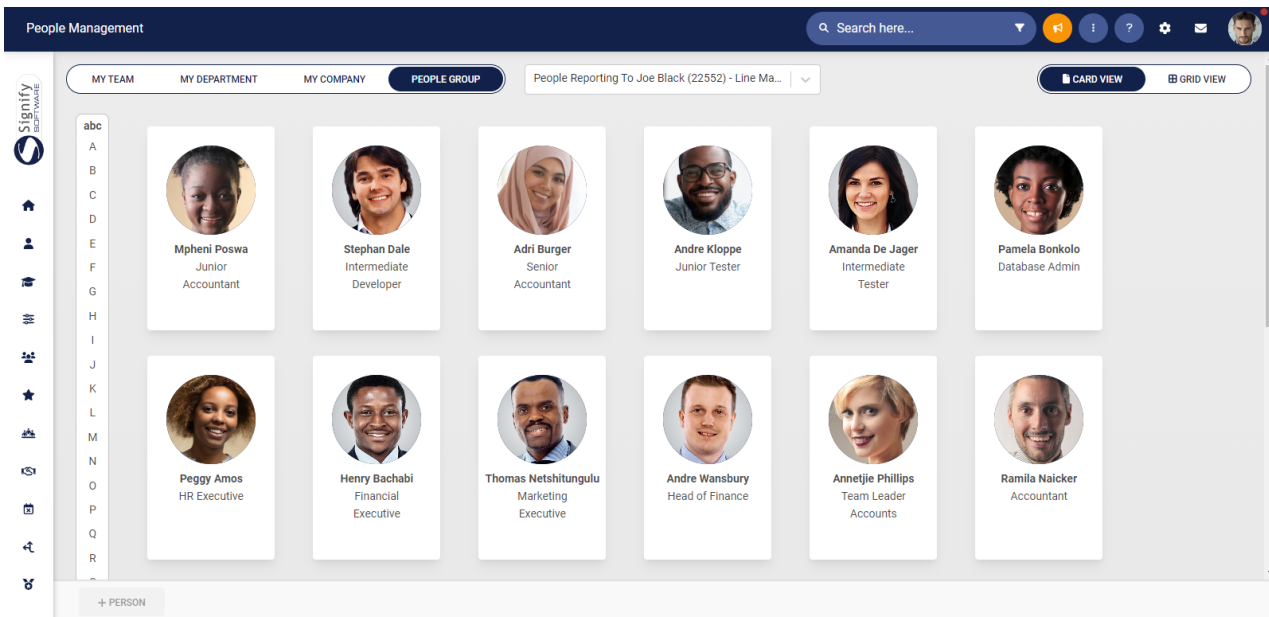 People Management
Search here...
?
Signify
SOFTWARE
MY TEAM
MY DEPARTMENT
MY COMPANY
PEOPLE GROUP
People Reporting To Joe Black (22552) - Line Ma...
CARD VIEW
GRID VIEW
abc
A
B
C
D
E
F
G
H
I
J
K
L
M
N
O
P
Q
R
Mpheni Poswa
Junior
Accountant
Stephan Dale
Intermediate
Developer
Adri Burger
Senior
Accountant
Andre Kloppe
Junior Tester
Amanda De Jager
Intermediate
Tester
Pamela Bonkolo
Database Admin
Peggy Amos
HR Executive
Henry Bachabi
Financial
Executive
Thomas Netshitungulu
Marketing
Executive
Andre Wansbury
Head of Finance
Annetjie Phillips
Team Leader
Accounts
Ramila Naicker
Accountant
+ PERSON